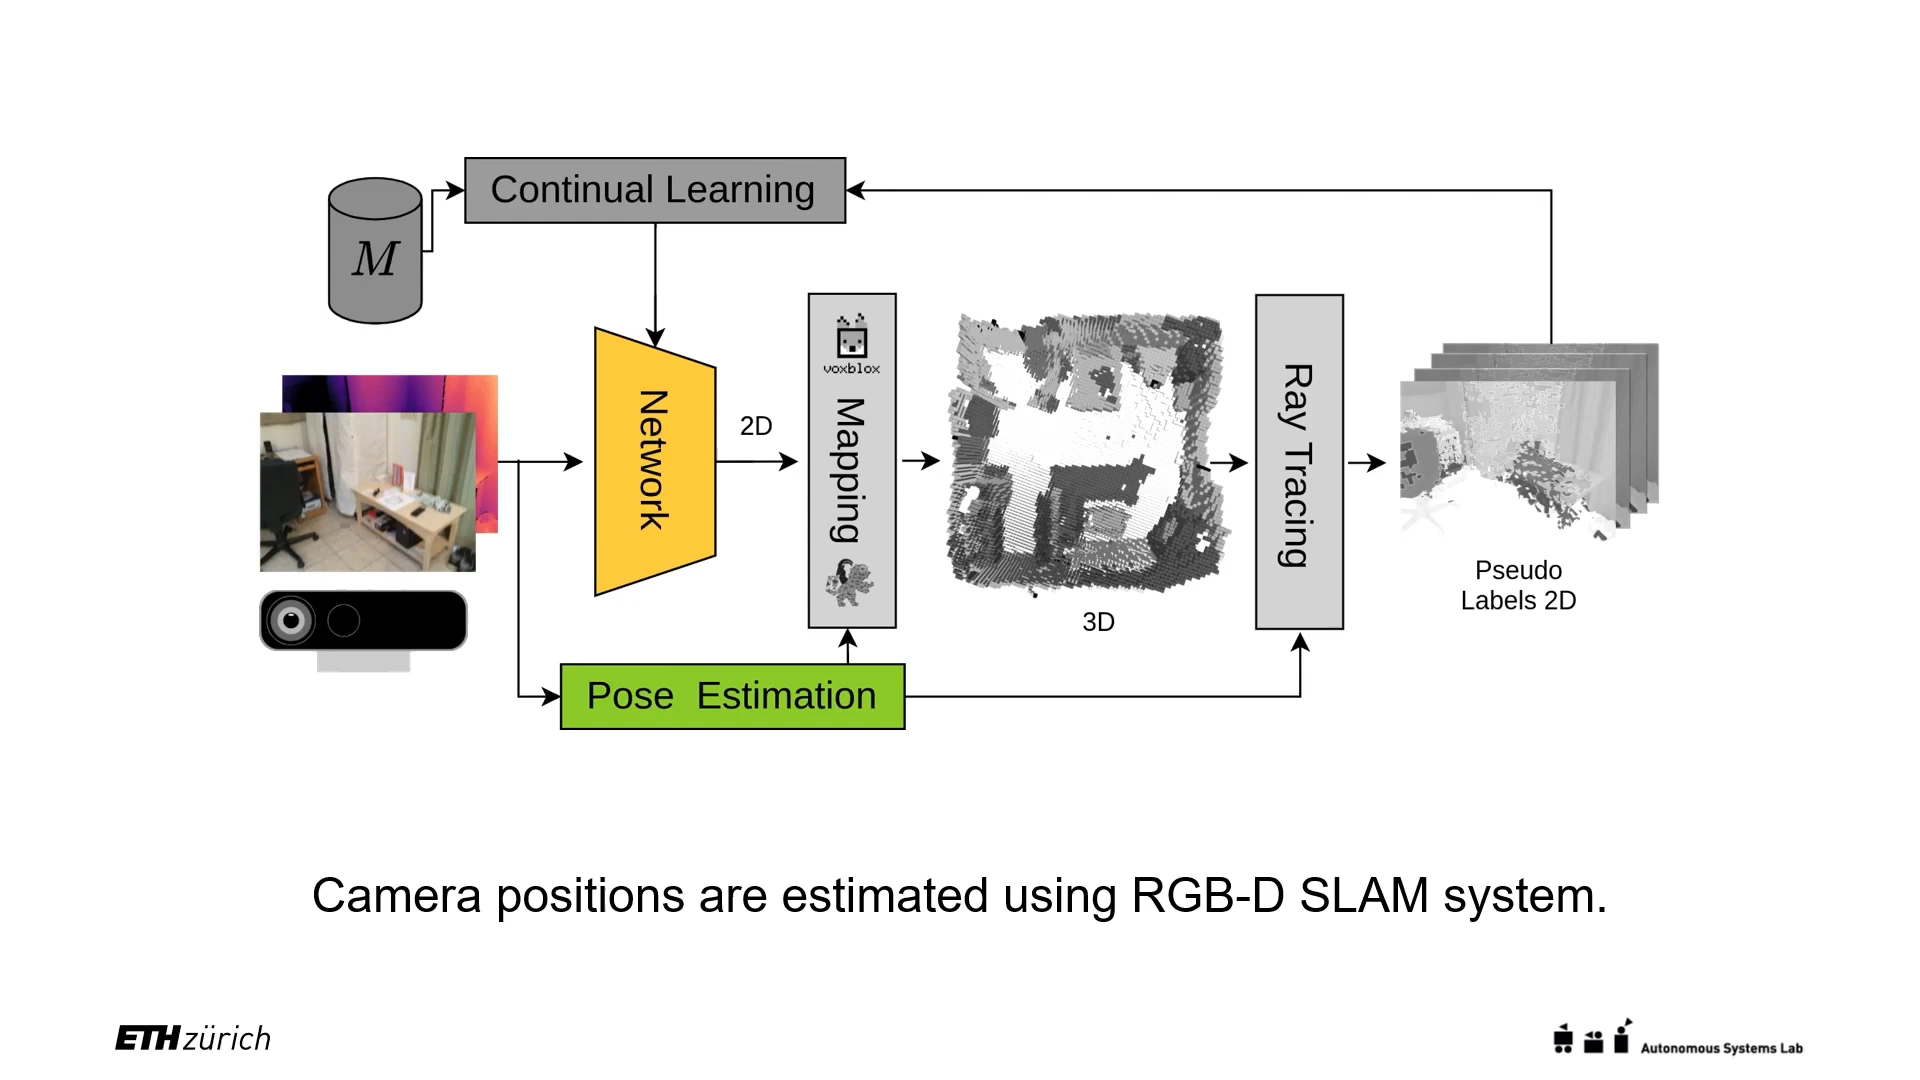 Continual Learning
M
voxblox
Network
2D
Mapping
Ray Tracing
3D
Pseudo
Labels 2D
Pose Estimation
Camera positions are estimated using RGB-D SLAM system.
ETH zürich
Autonomous Systems Lab